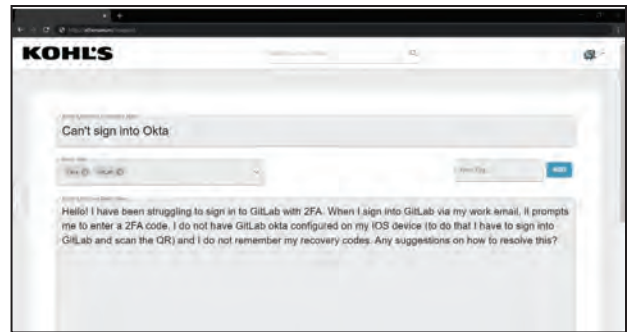 KOHL'S
Can't sign into Okta
ADD
Hello! I have been struggling to sign in to GitLab with 2FA. When I sign into GitLab via my work email, it prompts
me to enter a 2FA code. I do not have GitLab okta configured on my IOS device (to do that I have to sign into
GitLab and scan the QR) and I do not remember my recovery codes. Any suggestions on how to resolve this?